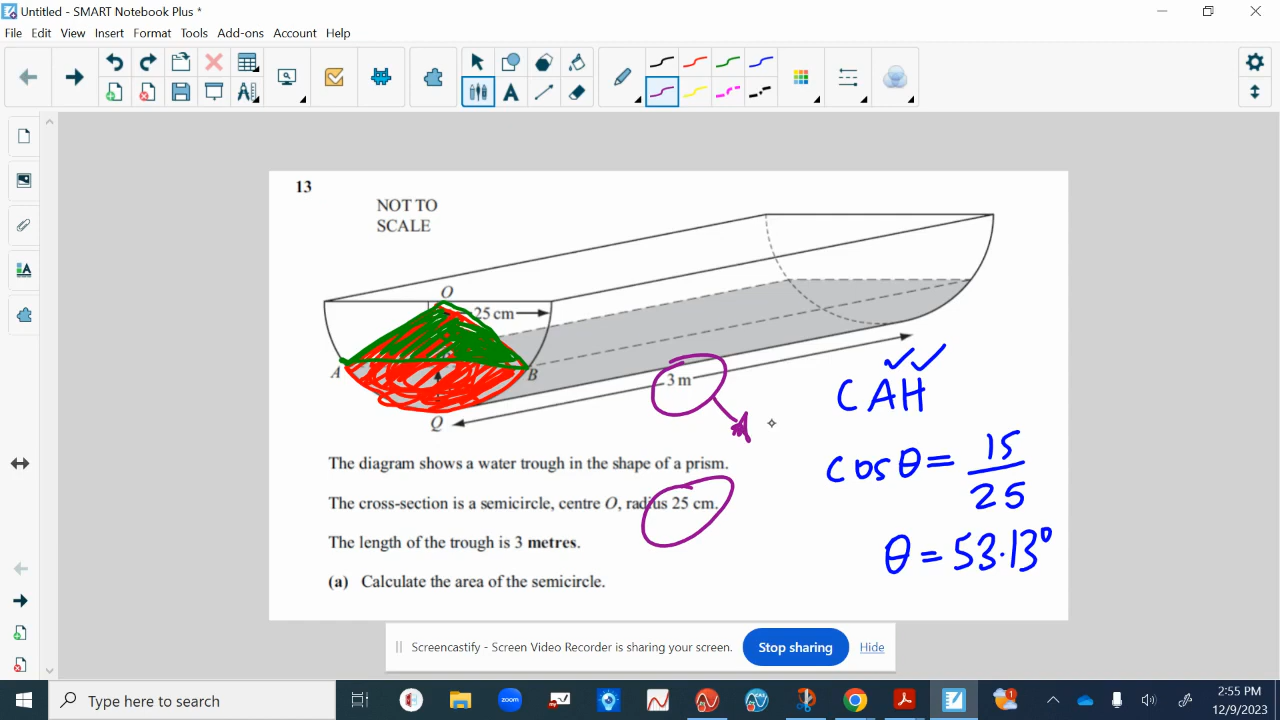 Untitled - SMART Notebook Plus *
File Edit View Insert Format Tools Add-ons Account Help
13
NOT TO
SCALE
O
25 cm
A
B
Q
3 m
CAH
cosθ = 15/25
θ = 53·13°
The diagram shows a water trough in the shape of a prism.
The cross-section is a semicircle, centre O, radius 25 cm.
The length of the trough is 3 metres.
(a) Calculate the area of the semicircle.
Screencastify - Screen Video Recorder is sharing your screen.
Stop sharing
Hide
Type here to search
zoom
1
2:55 PM
12/9/2023